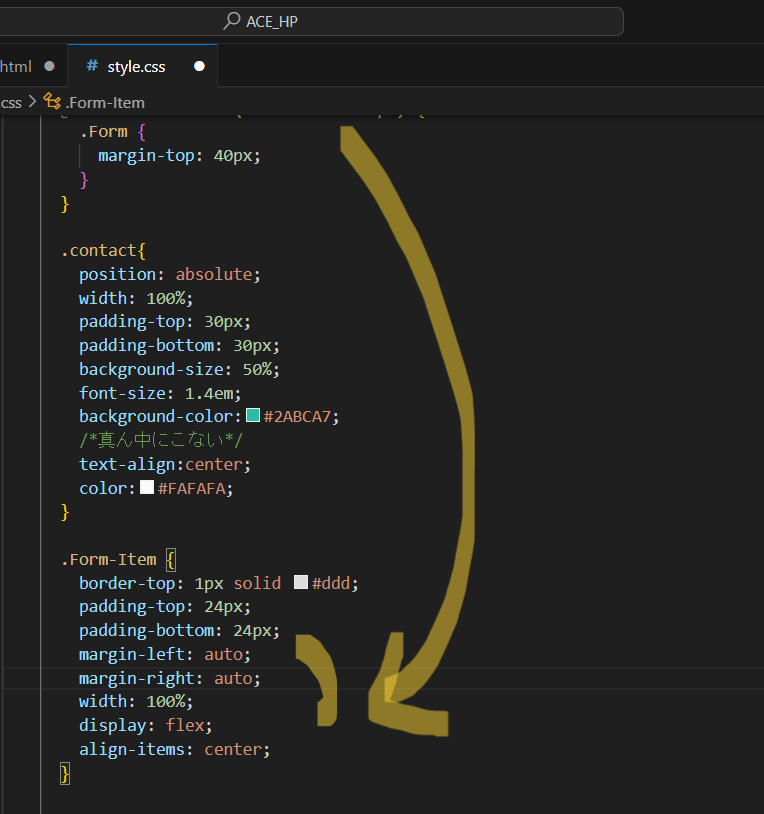 ACE_HP
html
# style.css
css > .Form-Item
.Form {
margin-top: 40px;
}
}
.contact{
position: absolute;
width: 100%;
padding-top: 30px;
padding-bottom: 30px;
background-size: 50%;
font-size: 1.4em;
background-color: #2ABCA7;
/*真ん中にこない*/
text-align:center;
color: #FAFAFA;
}
.Form-Item {
border-top: 1px solid #ddd;
padding-top: 24px;
padding-bottom: 24px;
margin-left: auto;
margin-right: auto;
width: 100%;
display: flex;
align-items: center;
}